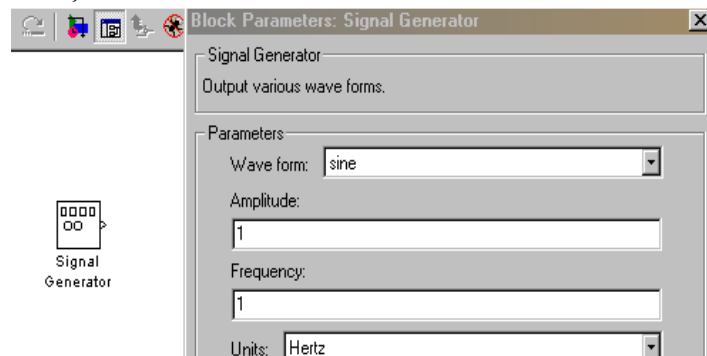 Block Parameters: Signal Generator
Signal Generator
Output various wave forms.
Parameters
Wave form: sine
Amplitude:
1
Frequency:
1
Units: Hertz
Signal
Generator